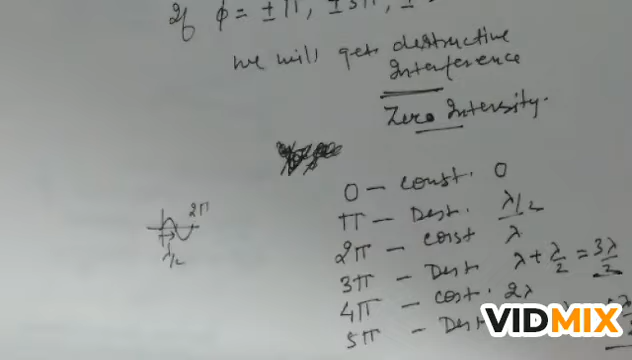 If φ = ±π, ±3π, ±
we will get destructive
Interference
Zero Intensity.
0 — const. 0
π — Dest. λ/2
2π — const λ
3π — Dest λ + λ/2 = 3λ/2
4π — cost. 2λ
5π — Dest
2π
λ/2
VIDMIX